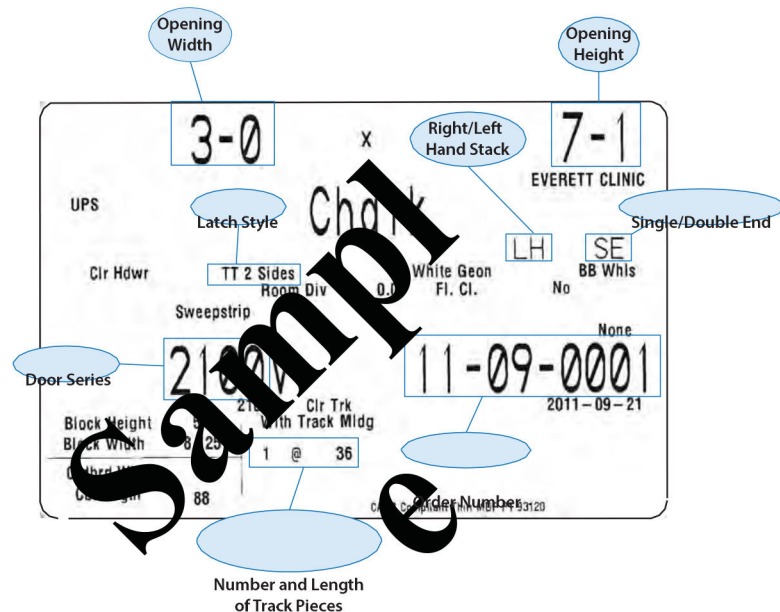 Opening
Width
Opening
Height
3-0
X
Right/Left
Hand Stack
7-1
EVERETT CLINIC
UPS
Latch Style
Chalk
Single/Double End
LH
SE
Clr Hdwr
TT 2 Sides
White Geon
BB Whls
Room Div
Fl. Cl.
No
Sweepstrip
None
Door Series
2100V
11-09-0001
Clr Trk
2011-09-21
Block Height
With Track Mldg
Block Width
1 @ 36
88
Order Number
Sample
Number and Length
of Track Pieces